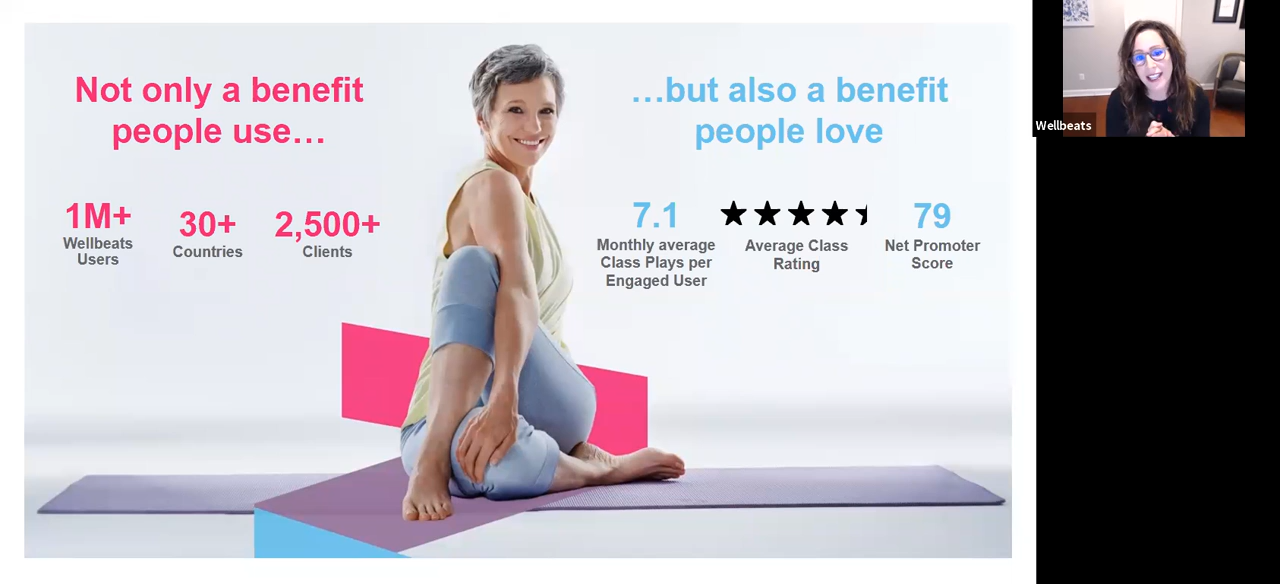 Not only a benefit
people use…
1M+
Wellbeats
Users
30+
Countries
2,500+
Clients
…but also a benefit
people love
7.1
Monthly average
Class Plays per
Engaged User
Average Class
Rating
79
Net Promoter
Score
Wellbeats